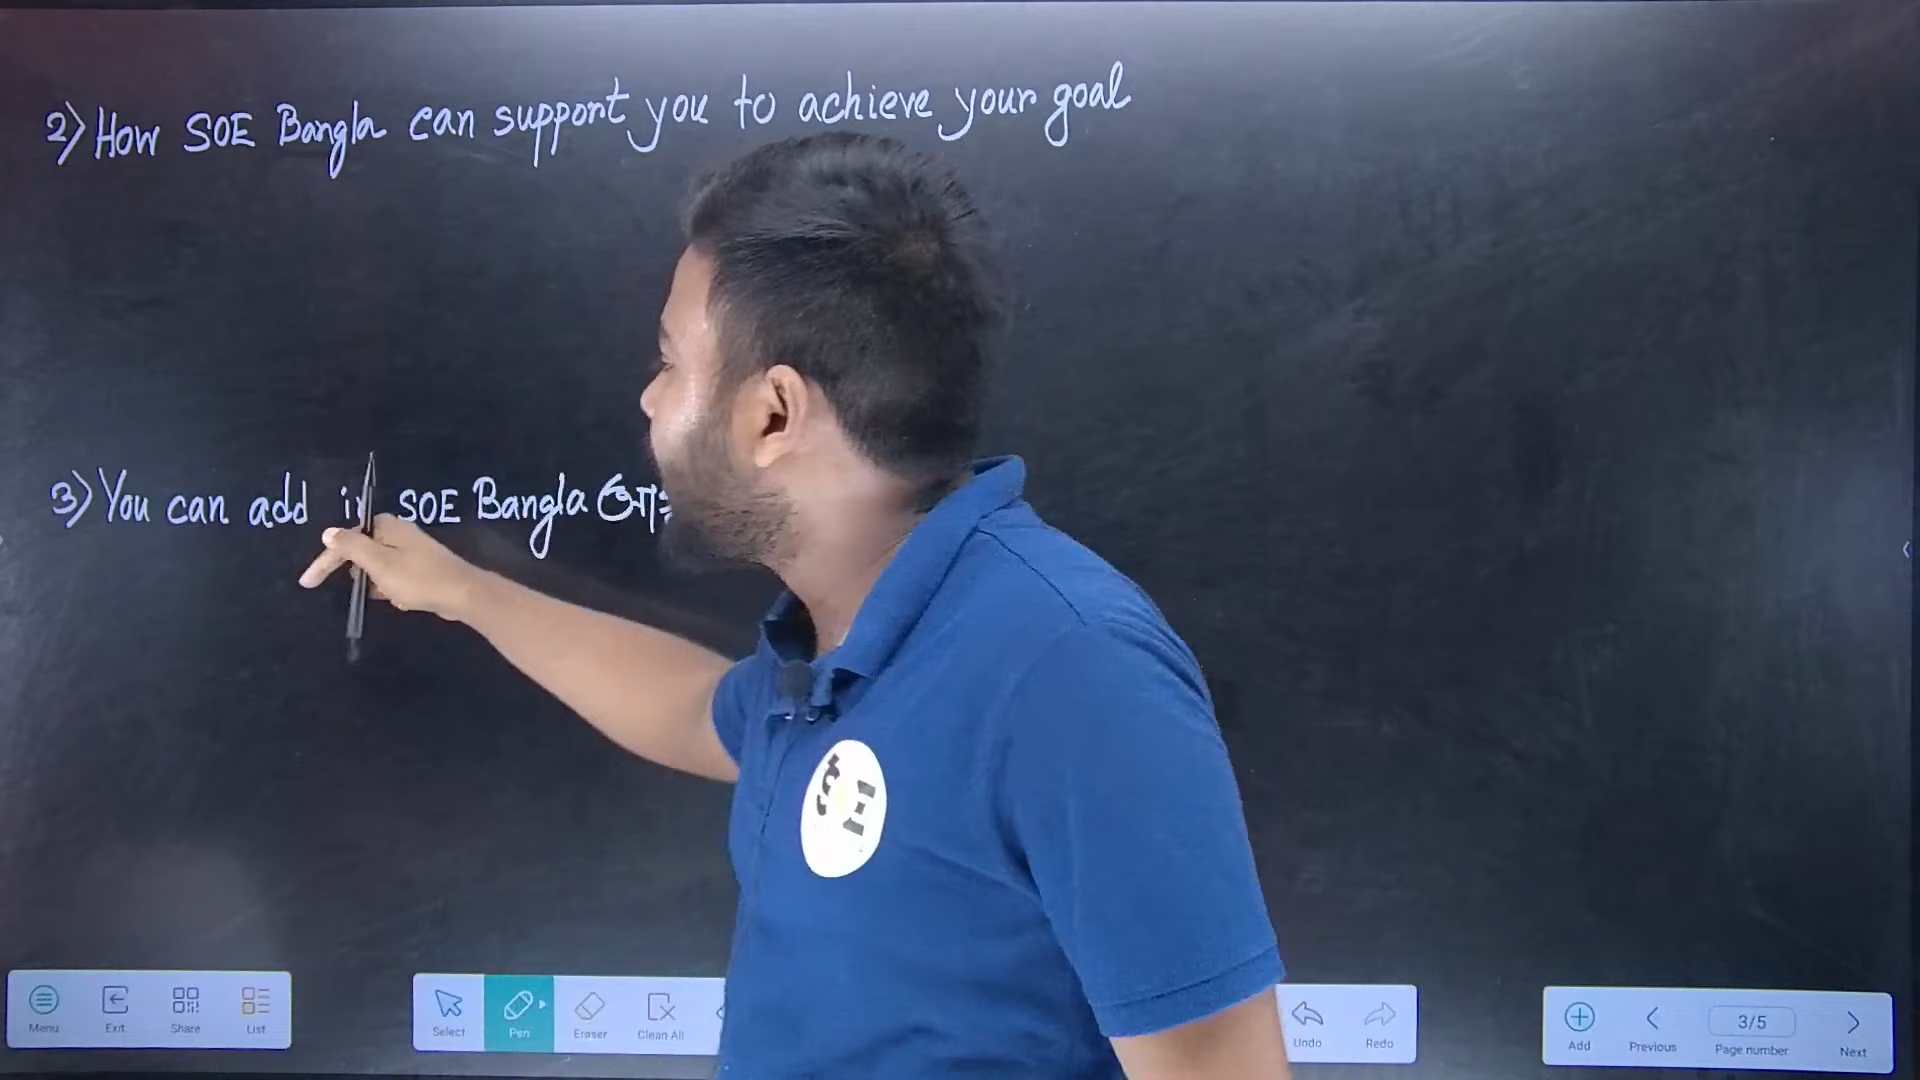 2) How SOE Bangla can support you to achieve your goal
3) You can add in SOE Bangla
Menu
Exit
Share
List
Select
Pen
Eraser
Clean All
Undo
Redo
Add
Previous
3/5
Page number
Next